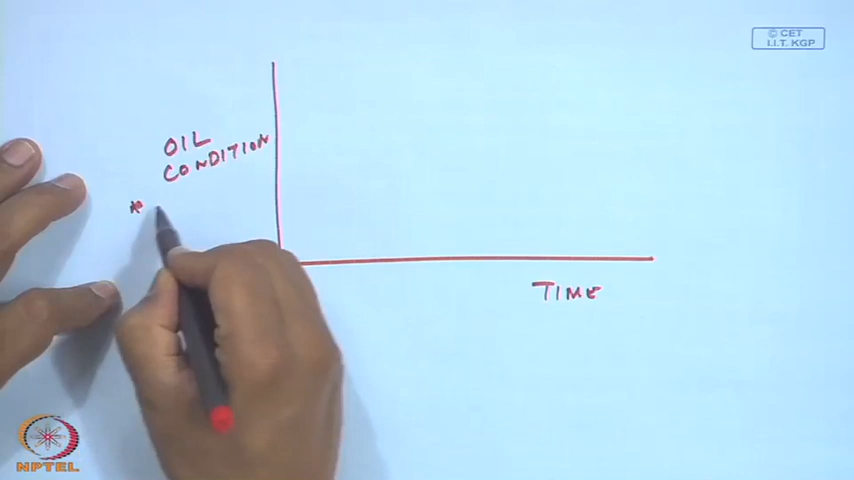 © CET
I.I.T. KGP
OIL
CONDITION
TIME
NPTEL